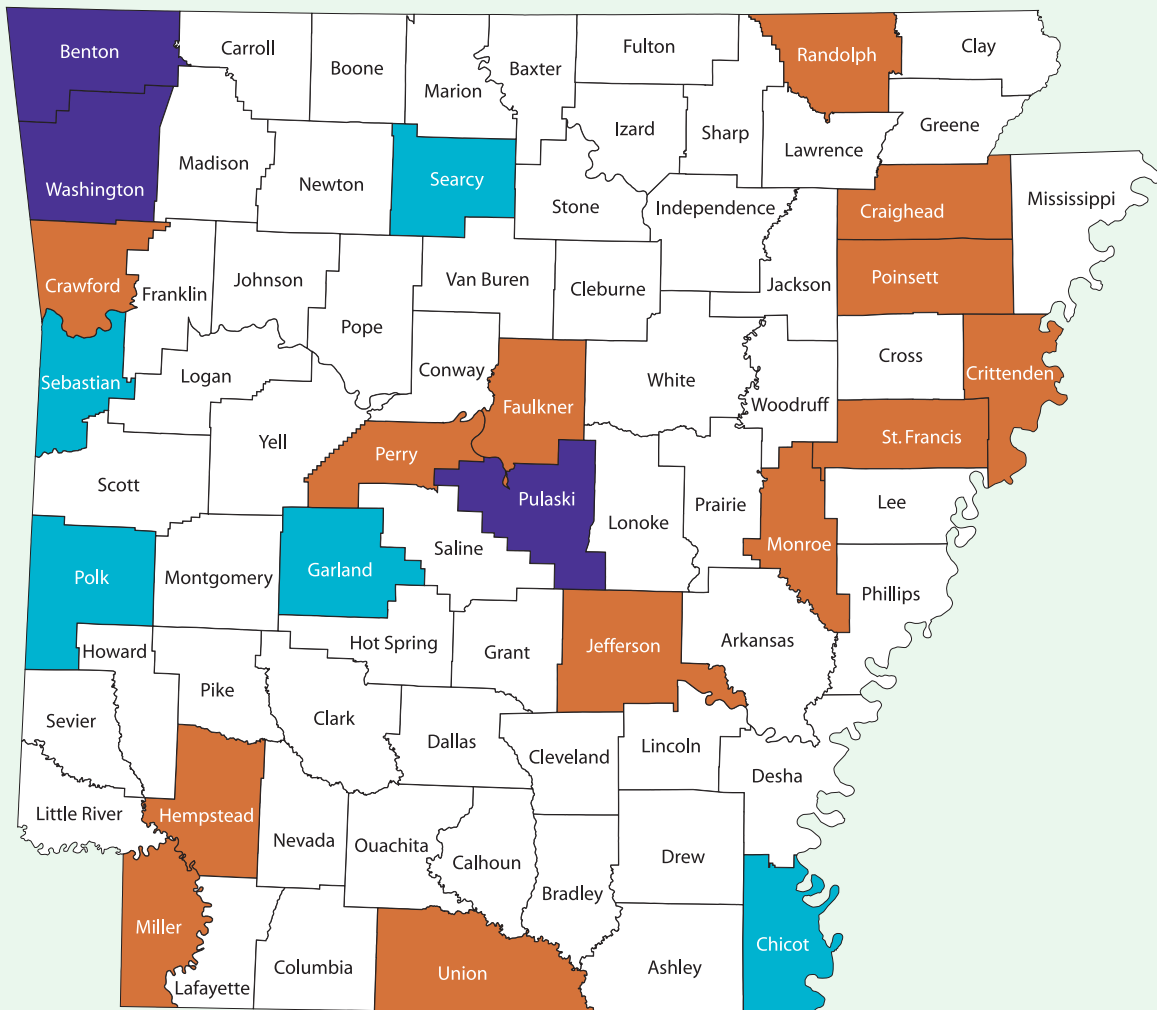 Benton
Carroll
Boone
Marion
Baxter
Fulton
Randolph
Clay
Washington
Madison
Newton
Searcy
Stone
Izard
Sharp
Lawrence
Greene
Independence
Craighead
Mississippi
Crawford
Franklin
Johnson
Pope
Van Buren
Cleburne
Jackson
Poinsett
Sebastian
Logan
Conway
Faulkner
White
Woodruff
Cross
Crittenden
Scott
Yell
Perry
Pulaski
Lonoke
Prairie
Monroe
St. Francis
Lee
Polk
Montgomery
Garland
Saline
Phillips
Howard
Pike
Hot Spring
Grant
Jefferson
Arkansas
Sevier
Clark
Dallas
Cleveland
Lincoln
Desha
Little River
Hempstead
Nevada
Ouachita
Calhoun
Bradley
Drew
Miller
Lafayette
Columbia
Union
Ashley
Chicot